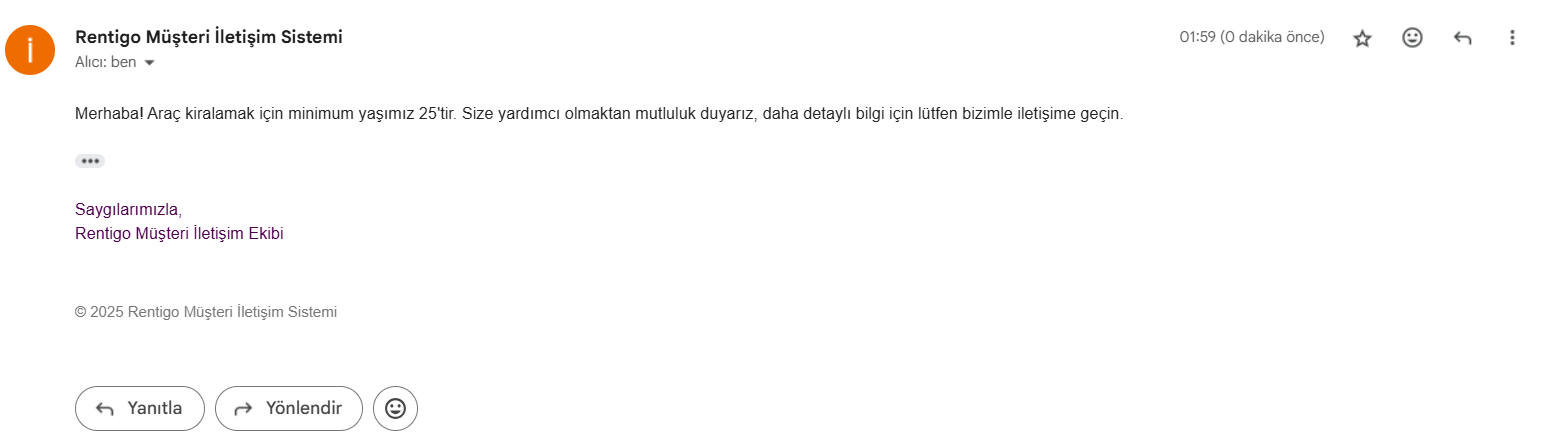 İ
Rentigo Müşteri İletişim Sistemi
01:59 (0 dakika önce)
Alıcı: ben
Merhaba! Araç kiralamak için minimum yaşımız 25'tir. Size yardımcı olmaktan mutluluk duyarız, daha detaylı bilgi için lütfen bizimle iletişime geçin.
Saygılarımızla,
Rentigo Müşteri İletişim Ekibi
© 2025 Rentigo Müşteri İletişim Sistemi
Yanıtla
Yönlendir